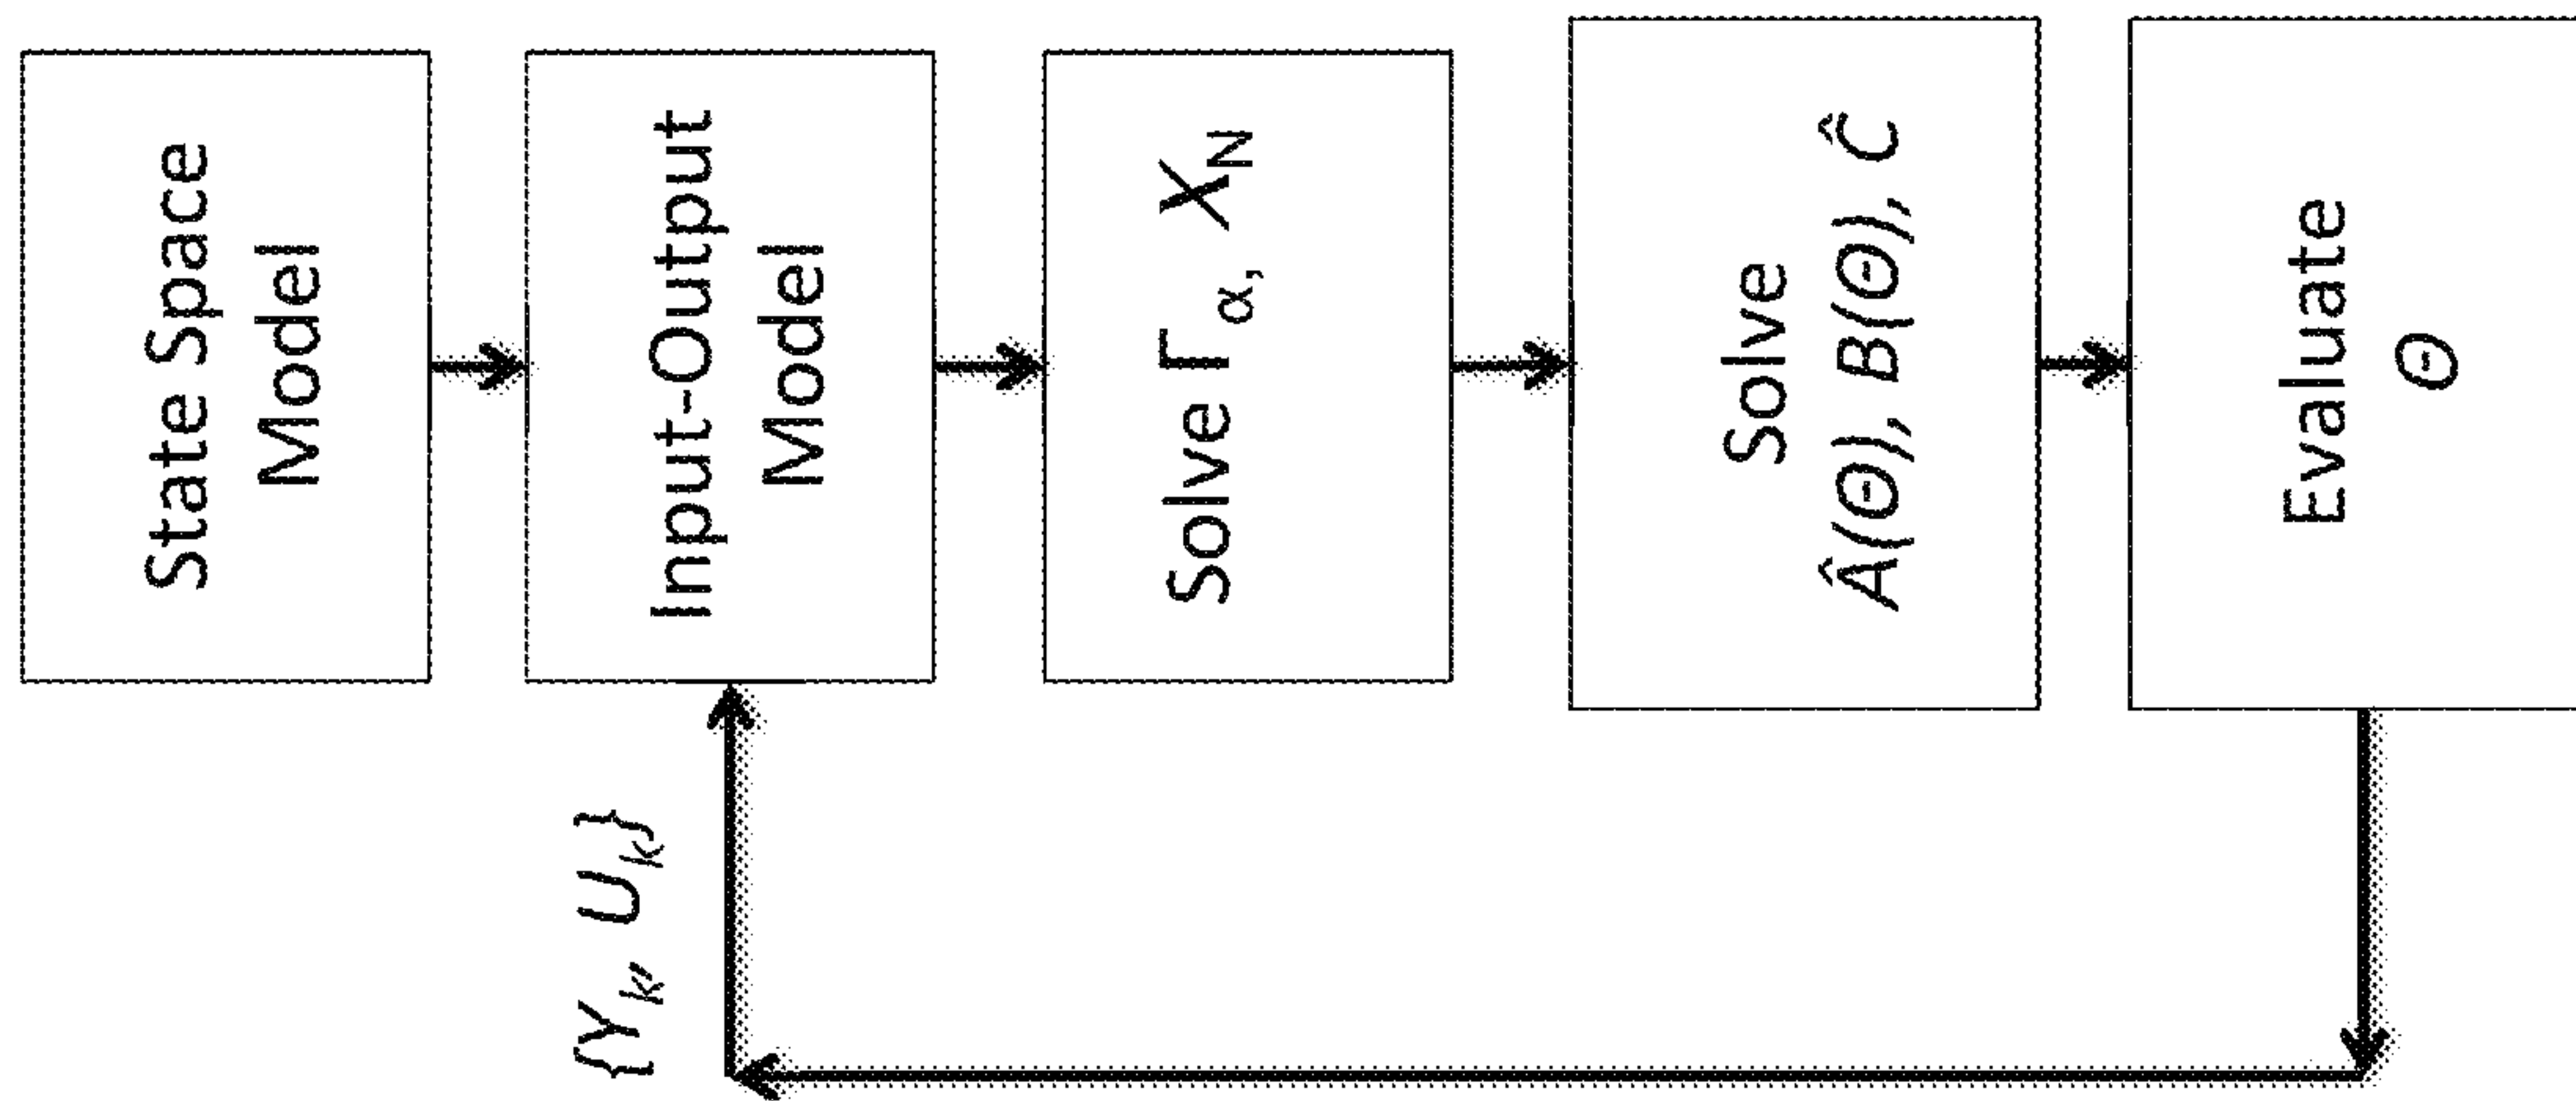 State Space
Model
Input-Output
Model
Solve Γα, XN
Solve
Â(Θ), B(Θ), Ĉ
Evaluate
Θ
{Yk, Uk}